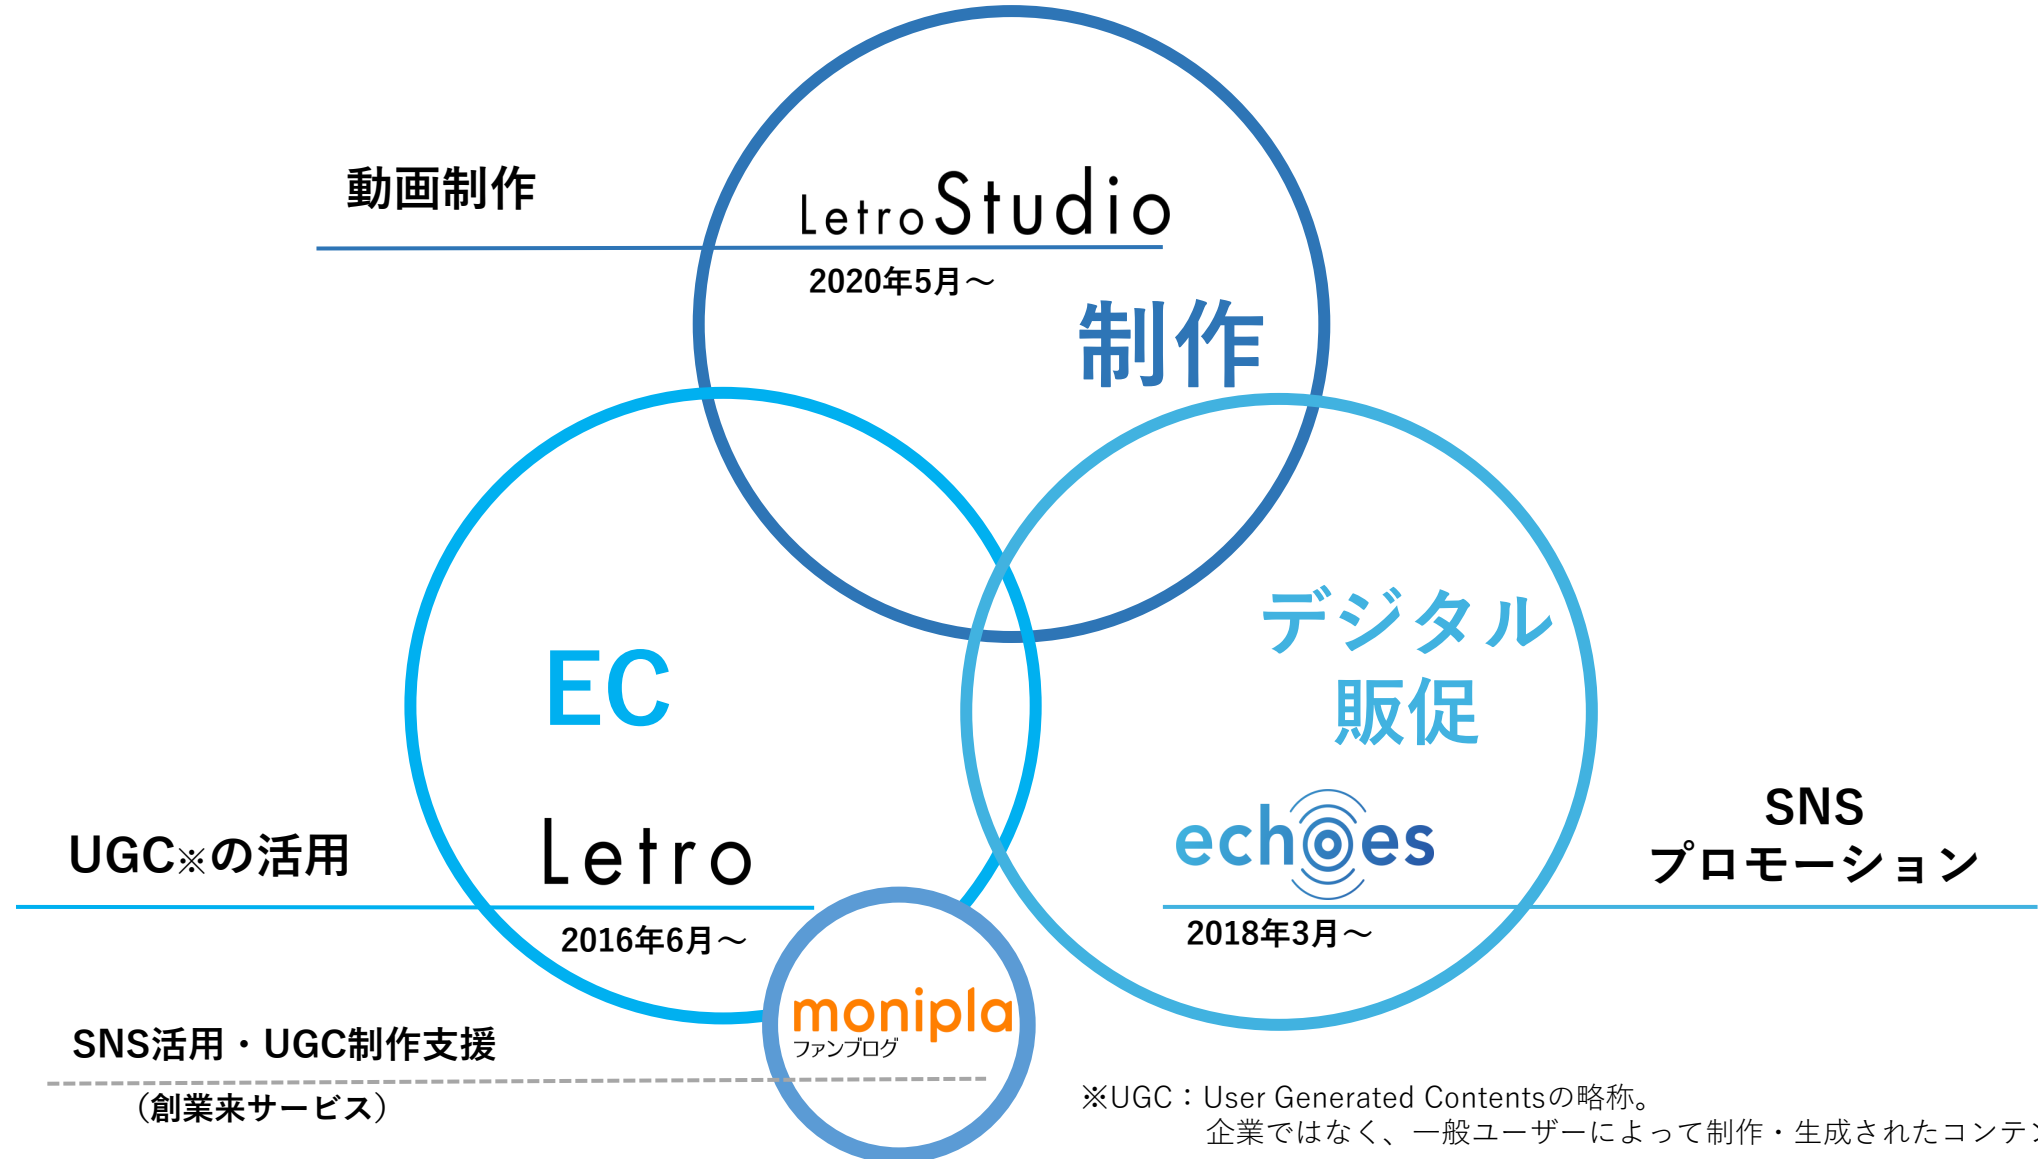 動画制作
Letro Studio
2020年5月～
制作
EC
デジタル
販促
UGC※の活用
Letro
2016年6月～
echoes
2018年3月～
SNS
プロモーション
monipla
ファンブログ
SNS活用・UGC制作支援
（創業来サービス）
※UGC：User Generated Contentsの略称。
企業ではなく、一般ユーザーによって制作・生成されたコンテン